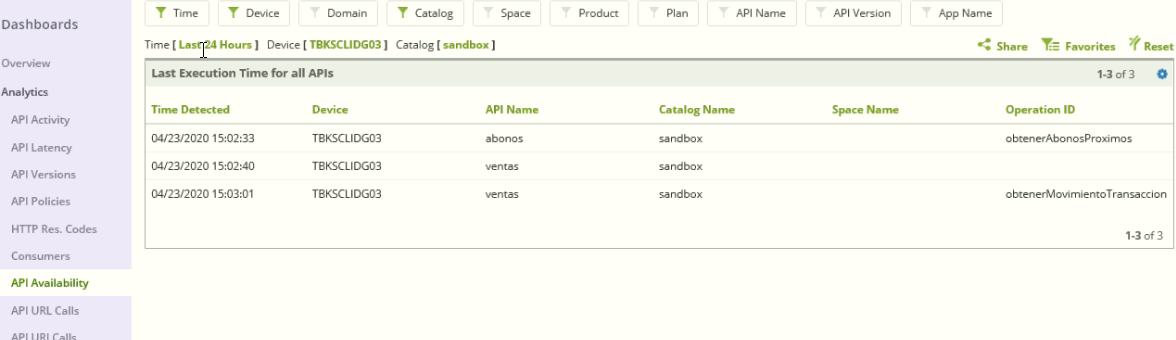 Dashboards
Overview
Analytics
API Activity
API Latency
API Versions
API Policies
HTTP Res. Codes
Consumers
API Availability
API URL Calls
API URL Calls
Time Device Domain Catalog Space Product Plan API Name API Version App Name
Time [ Last 24 Hours ] Device [ TBKSCLIDG03 ] Catalog [ sandbox ] Share Favorites Reset
Last Execution Time for all APIs 1-3 of 3
Time Detected Device API Name Catalog Name Space Name Operation ID
04/23/2020 15:02:33 TBKSCLIDG03 abonos sandbox obtenerAbonosProximos
04/23/2020 15:02:40 TBKSCLIDG03 ventas sandbox
04/23/2020 15:03:01 TBKSCLIDG03 ventas sandbox obtenerMovimientoTransaccion
1-3 of 3